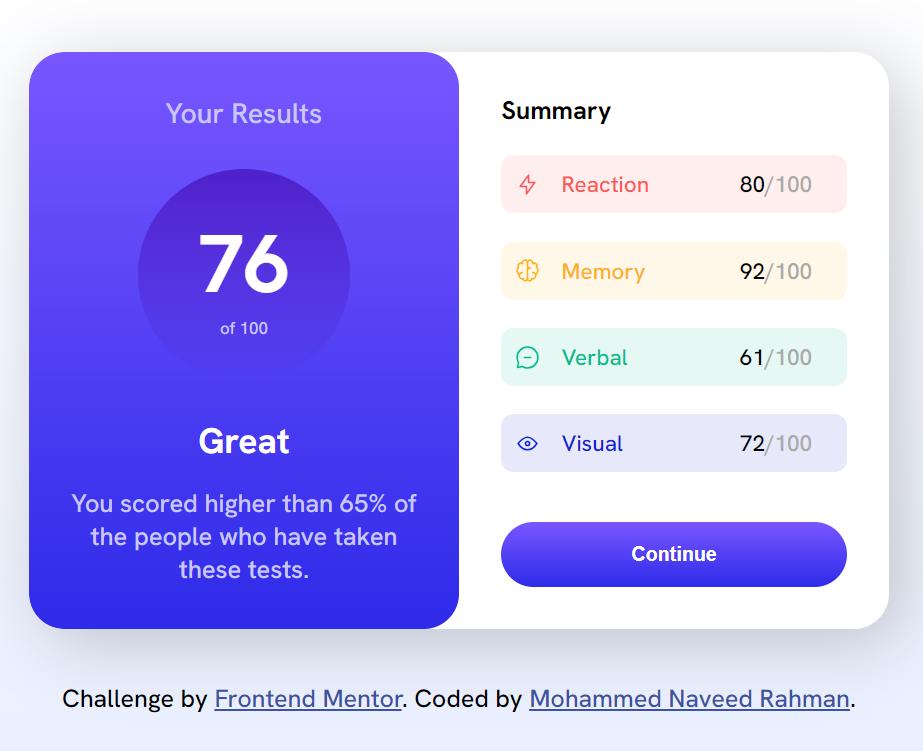 Your Results
76
of 100
Great
You scored higher than 65% of
the people who have taken
these tests.
Summary
Reaction 80/100
Memory 92/100
Verbal 61/100
Visual 72/100
Continue
Challenge by Frontend Mentor. Coded by Mohammed Naveed Rahman.